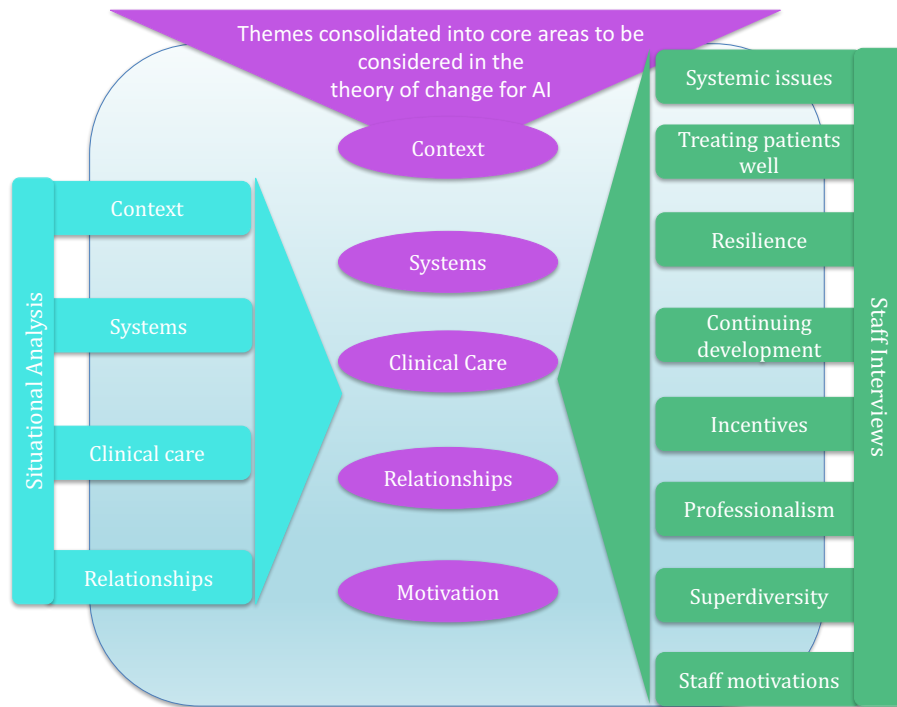 Themes consolidated into core areas to be
considered in the
theory of change for AI
Situational Analysis
Context
Systems
Clinical care
Relationships
Context
Systems
Clinical Care
Relationships
Motivation
Systemic issues
Treating patients
well
Resilience
Continuing
development
Incentives
Professionalism
Superdiversity
Staff motivations
Staff Interviews